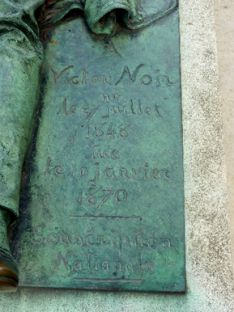 A
Victor Noir
né
le 27 juillet
1848
tué
le 10 janvier
1870
Souscription
Nationale